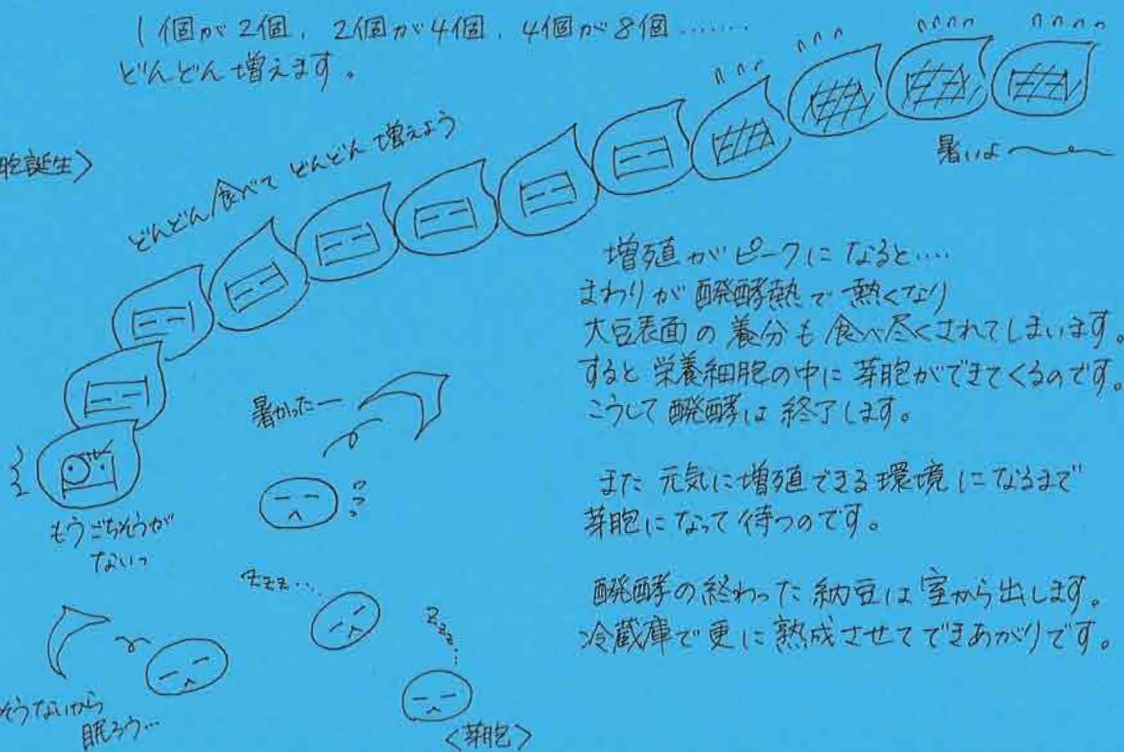 1個が2個、2個が4個、4個が8個.......
どんどん増えます。
胞誕生>
どんどん食べて どんどん増えよう
暑いよ〜〜
増殖がピークになると....
まわりが醗酵熱で熱くなり
大豆表面の養分も食べ尽くされてしまいます。
すると栄養細胞の中に芽胞ができてくるのです。
こうして醗酵は終了します。
暑かったー
もうごちそうが
ないっ
また元気に増殖できる環境になるまで
芽胞になって待つのです。
zzz...
zzz...
醗酵の終わった納豆は室から出します。
冷蔵庫で更に熟成させてできあがりです。
そうないから
眠ろう...
<芽胞>